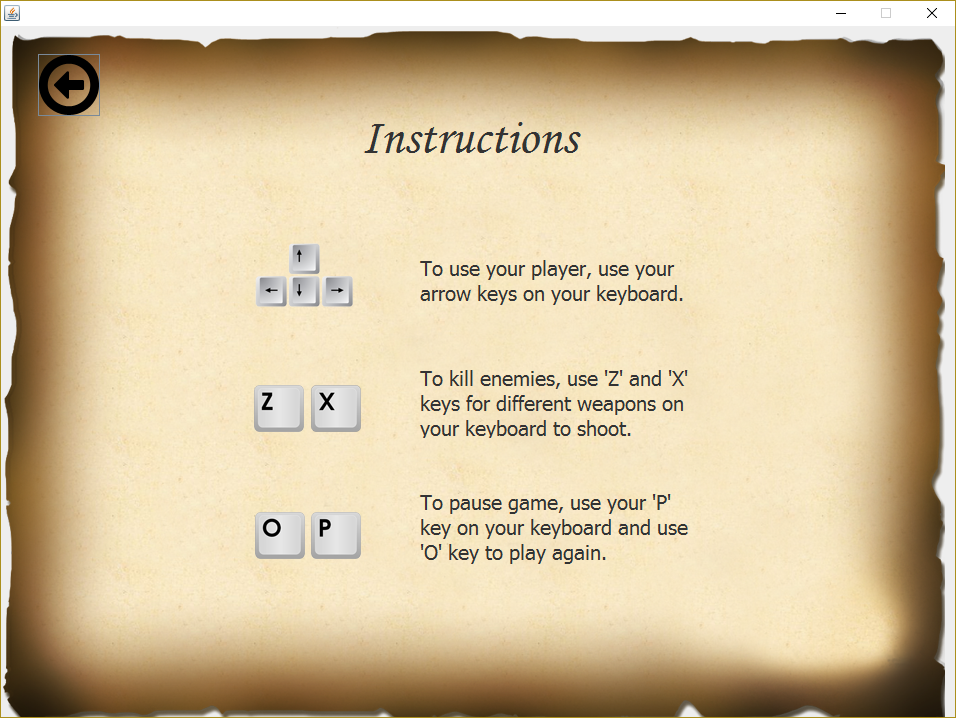 Instructions
↑
← ↓ →
To use your player, use your
arrow keys on your keyboard.
Z X
To kill enemies, use 'Z' and 'X'
keys for different weapons on
your keyboard to shoot.
O P
To pause game, use your 'P'
key on your keyboard and use
'O' key to play again.